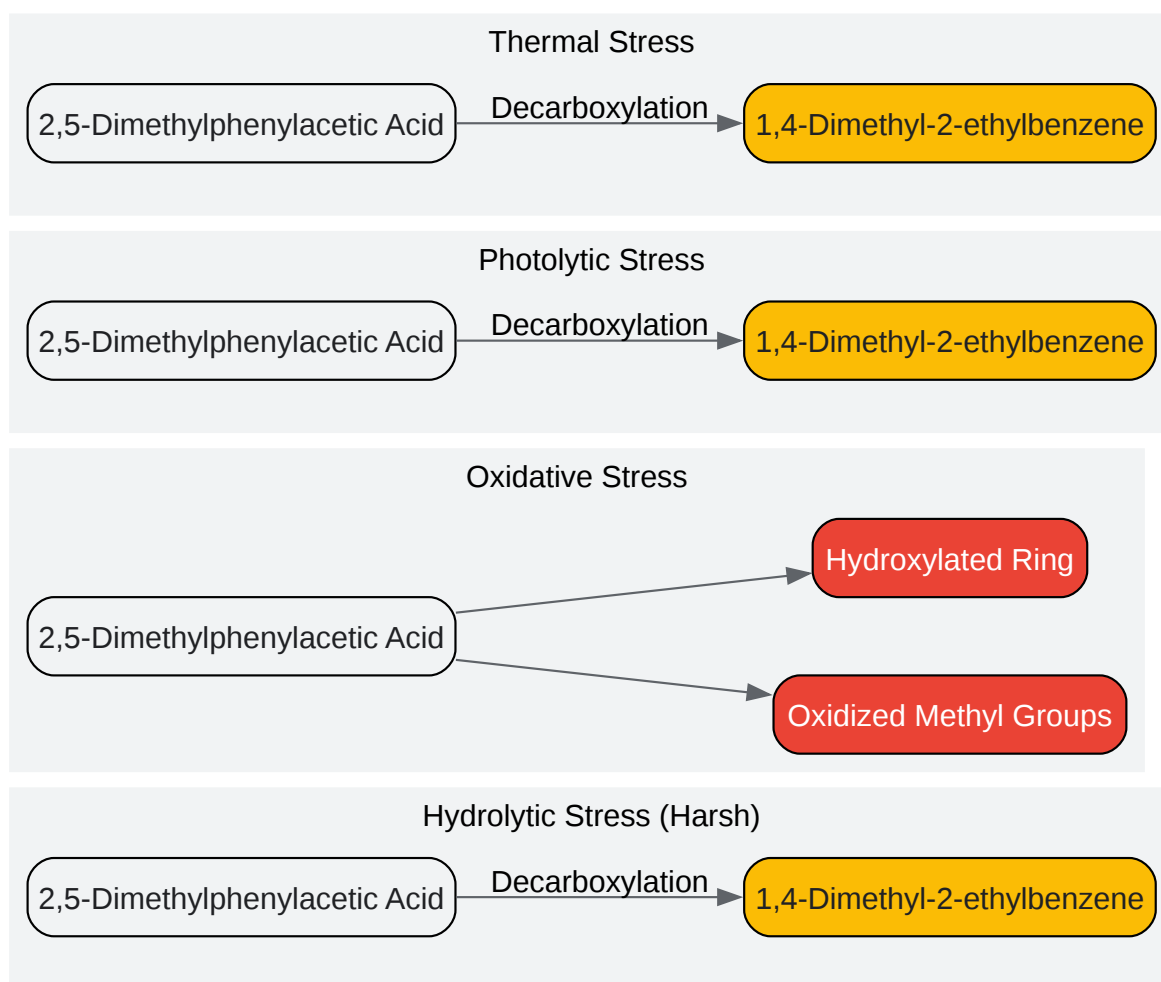 Thermal Stress
2,5-Dimethylphenylacetic Acid
Decarboxylation
1,4-Dimethyl-2-ethylbenzene
Photolytic Stress
2,5-Dimethylphenylacetic Acid
Decarboxylation
1,4-Dimethyl-2-ethylbenzene
Oxidative Stress
Hydroxylated Ring
2,5-Dimethylphenylacetic Acid
Oxidized Methyl Groups
Hydrolytic Stress (Harsh)
2,5-Dimethylphenylacetic Acid
Decarboxylation
1,4-Dimethyl-2-ethylbenzene